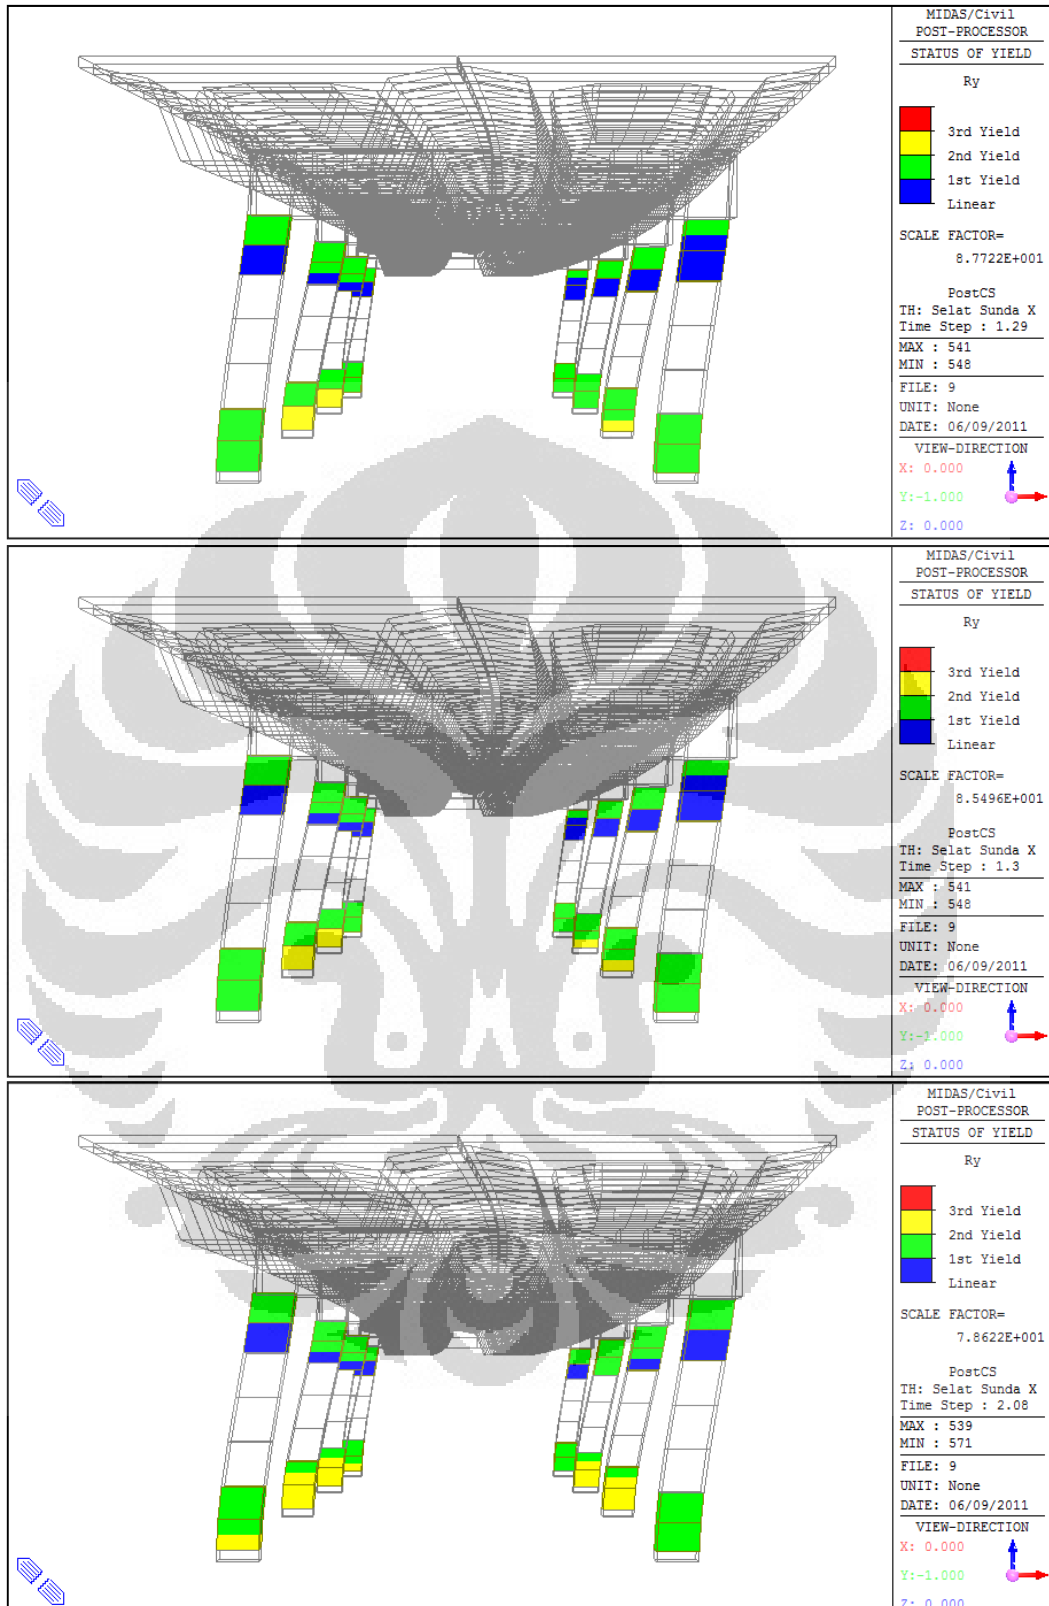 MIDAS/Civil
POST-PROCESSOR
STATUS OF YIELD
Ry
3rd Yield
2nd Yield
1st Yield
Linear
SCALE FACTOR=
8.7722E+001
PostCS
TH: Selat Sunda X
Time Step : 1.29
MAX : 541
MIN : 548
FILE: 9
UNIT: None
DATE: 06/09/2011
VIEW-DIRECTION
X: 0.000
Y:-1.000
Z: 0.000
MIDAS/Civil
POST-PROCESSOR
STATUS OF YIELD
Ry
3rd Yield
2nd Yield
1st Yield
Linear
SCALE FACTOR=
8.5496E+001
PostCS
TH: Selat Sunda X
Time Step : 1.3
MAX : 541
MIN : 548
FILE: 9
UNIT: None
DATE: 06/09/2011
VIEW-DIRECTION
X: 0.000
Y:-1.000
Z: 0.000
MIDAS/Civil
POST-PROCESSOR
STATUS OF YIELD
Ry
3rd Yield
2nd Yield
1st Yield
Linear
SCALE FACTOR=
7.8622E+001
PostCS
TH: Selat Sunda X
Time Step : 2.08
MAX : 539
MIN : 571
FILE: 9
UNIT: None
DATE: 06/09/2011
VIEW-DIRECTION
X: 0.000
Y:-1.000
Z: 0.000